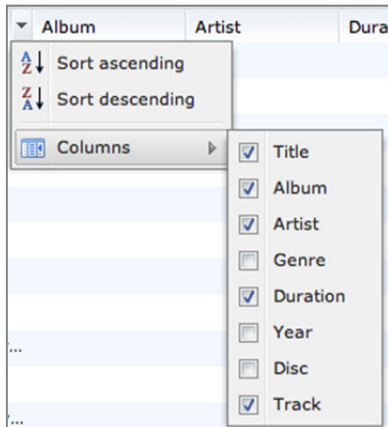 Album Artist Dura
Sort ascending
Sort descending
Columns
Title
Album
Artist
Genre
Duration
Year
Disc
Track
...
...